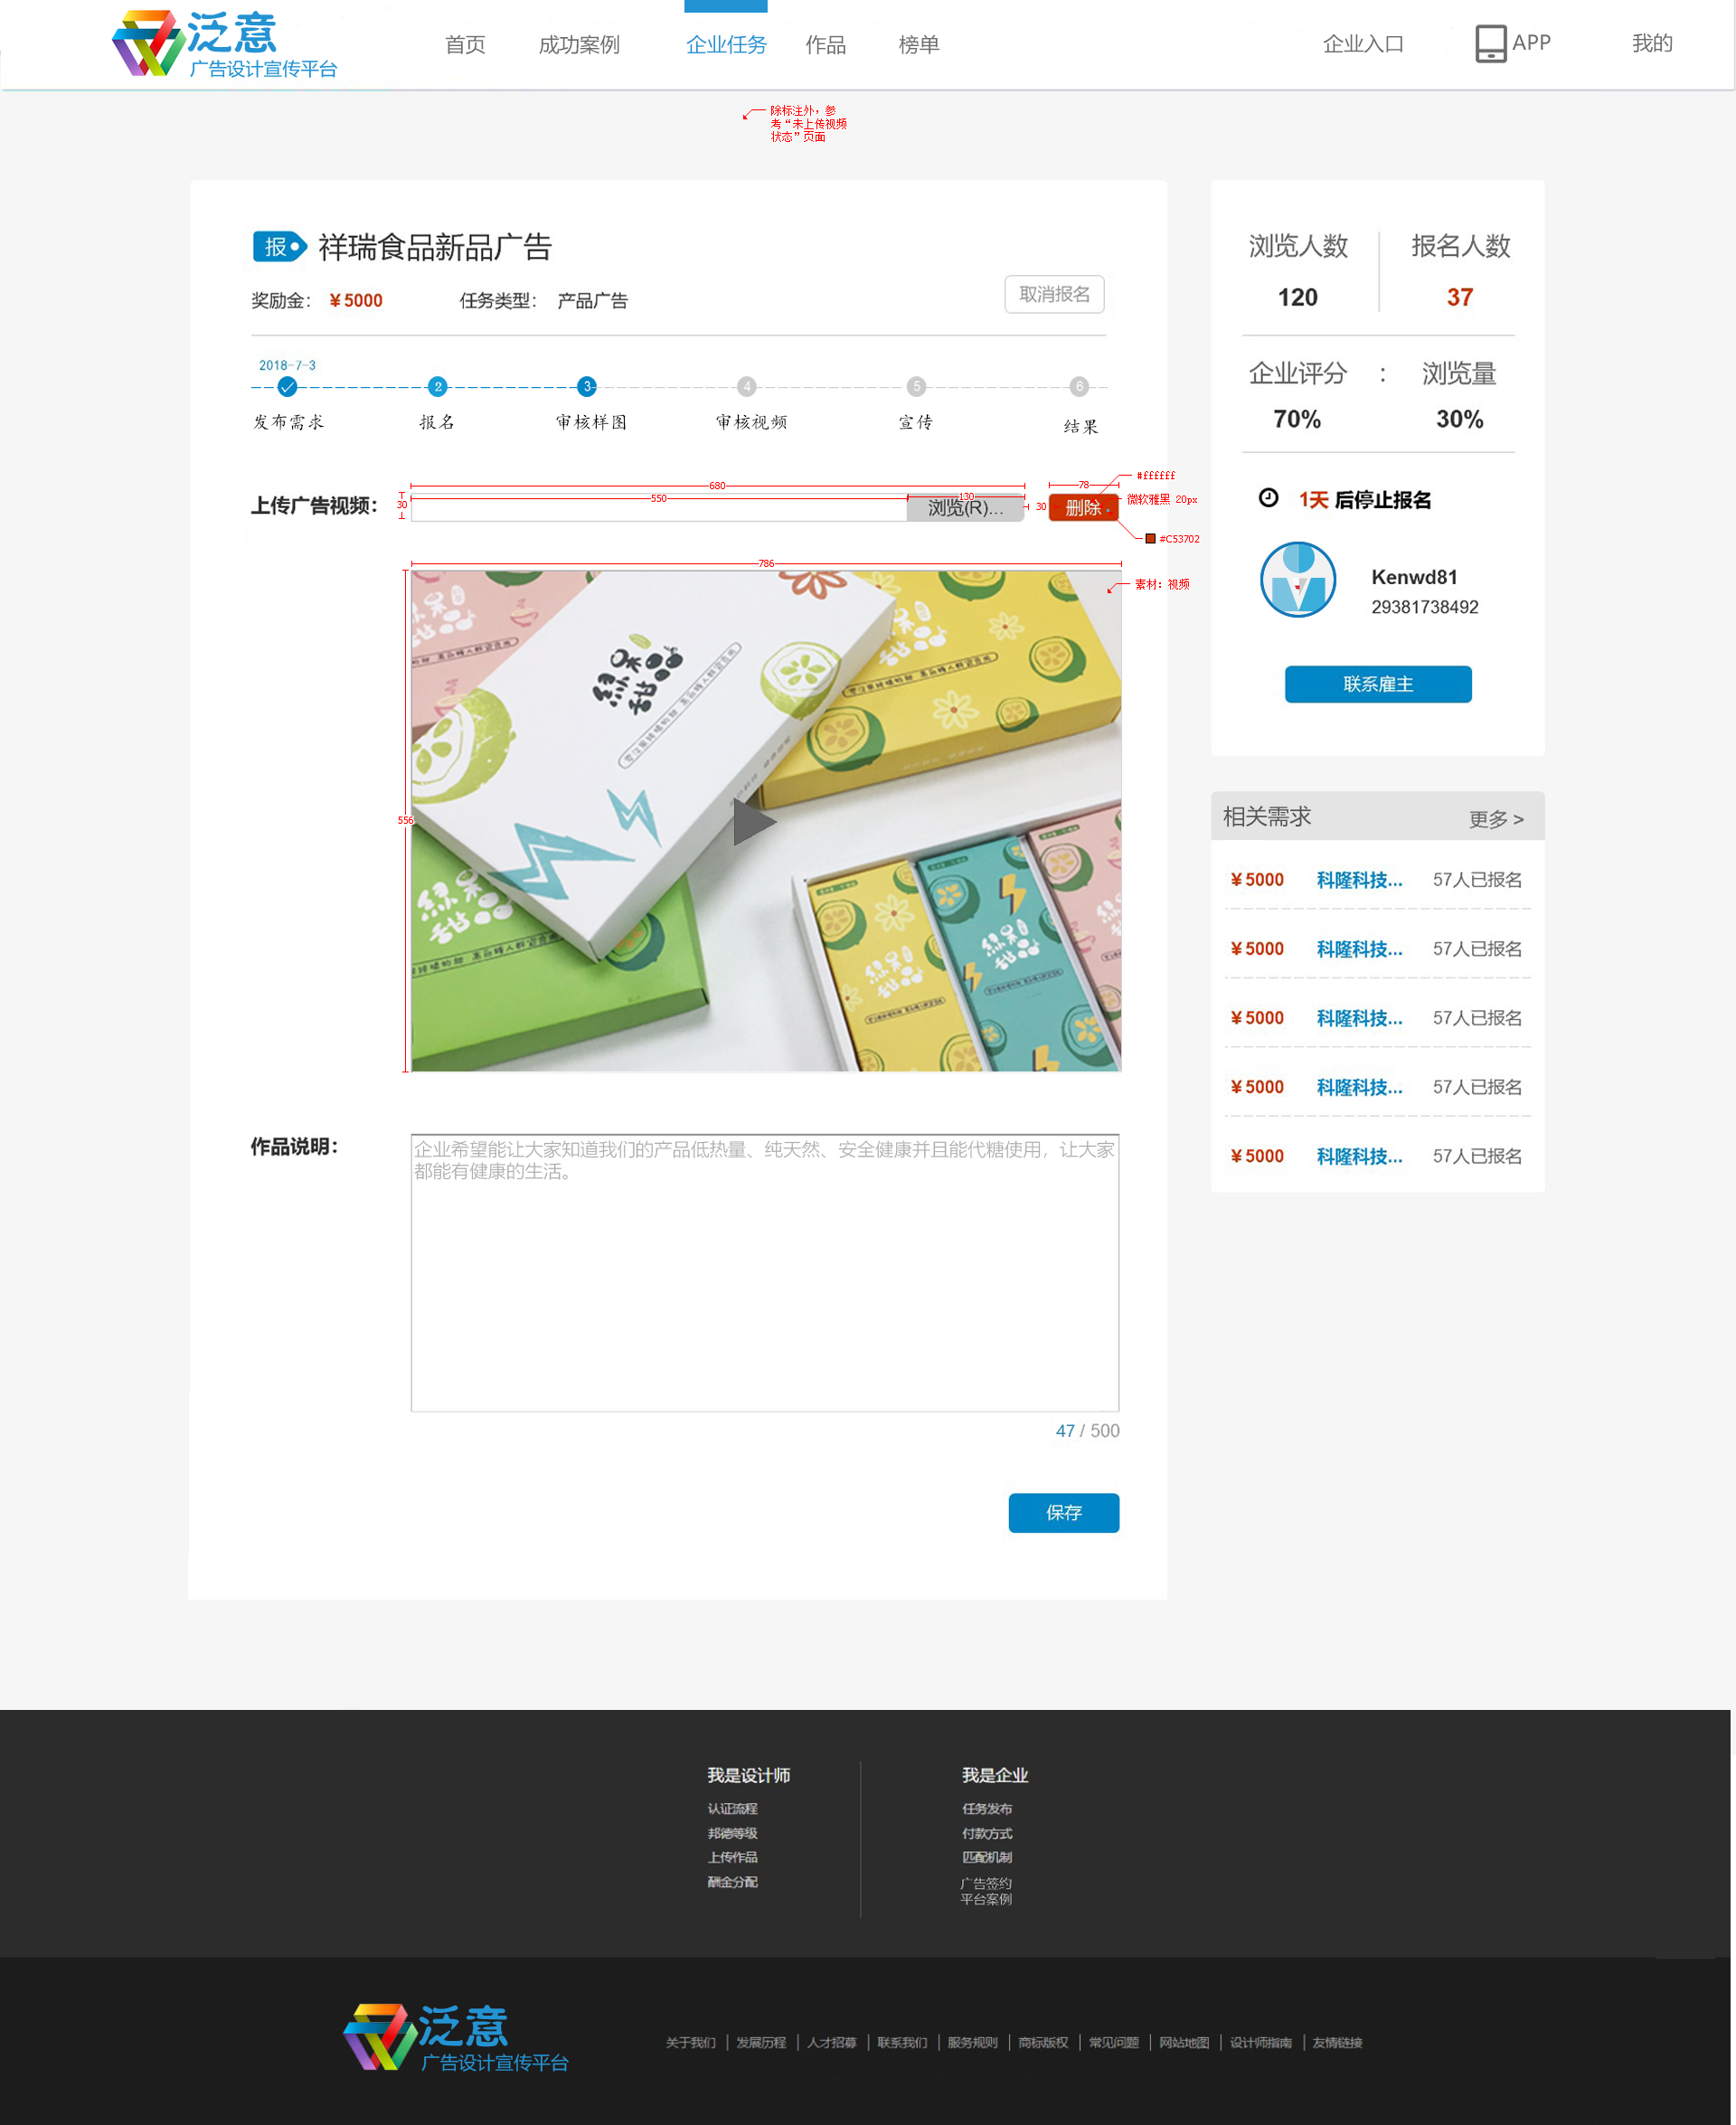 泛意
广告设计宣传平台
首页 成功案例 企业任务 作品 榜单 企业入口 APP 我的
除标注外，参
考“未上传视频
状态”页面
报 祥瑞食品新品广告
奖励金： ￥5000 任务类型： 产品广告 取消报名
2018-7-3
2 3 4 5 6
发布需求 报名 审核样图 审核视频 宣传 结果
680 78 #ffffff
上传广告视频： 30 550 130 浏览(R)... 30 删除 微软雅黑 20px
#C53702
786
素材：视频
556
作品说明：
企业希望能让大家知道我们的产品低热量、纯天然、安全健康并且能代糖使用，让大家
都能有健康的生活。
47 / 500
保存
浏览人数 报名人数
120 37
企业评分 : 浏览量
70% 30%
1天 后停止报名
Kenwd81
29381738492
联系雇主
相关需求 更多 >
￥5000 科隆科技... 57人已报名
￥5000 科隆科技... 57人已报名
￥5000 科隆科技... 57人已报名
￥5000 科隆科技... 57人已报名
￥5000 科隆科技... 57人已报名
我是设计师
认证流程
邦德等级
上传作品
酬金分配
我是企业
任务发布
付款方式
匹配机制
广告签约
平台案例
泛意
广告设计宣传平台
关于我们 | 发展历程 | 人才招募 | 联系我们 | 服务规则 | 商标版权 | 常见问题 | 网站地图 | 设计师指南 | 友情链接